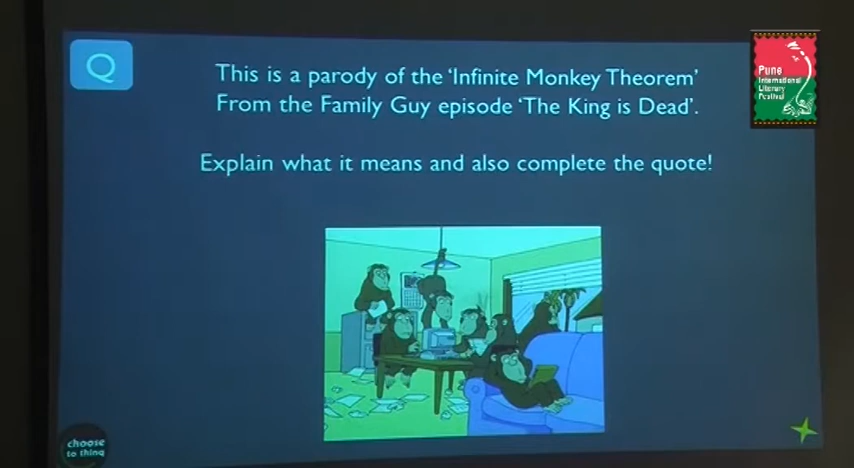 Q
This is a parody of the 'Infinite Monkey Theorem'
From the Family Guy episode 'The King is Dead'.
Explain what it means and also complete the quote!
Pune
International
Literary
Festival
choose
to thinq